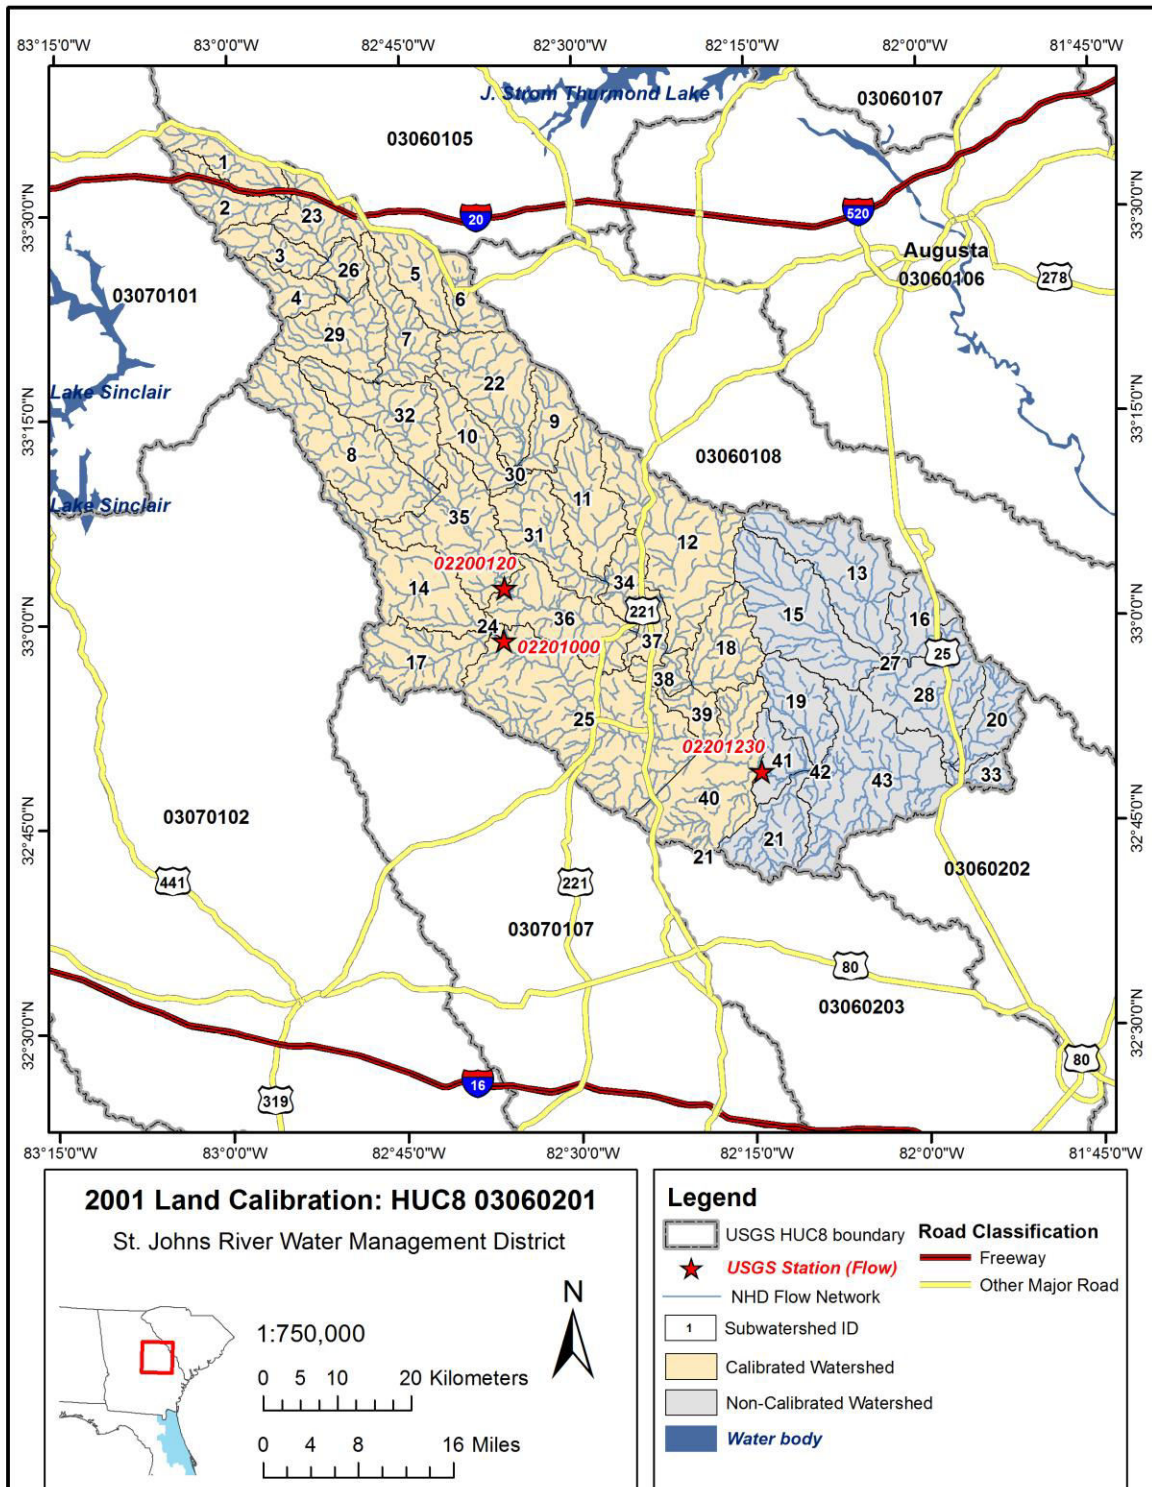 83°15'0"W 83°0'0"W 82°45'0"W 82°30'0"W 82°15'0"W 82°0'0"W 81°45'0"W
J. Strom Thurmond Lake
03060107
03060105
1
33°30'0"N
33°30'0"N
2
23
20
520
Augusta
03060106
278
3
26
5
03070101
4
6
29
7
22
Lake Sinclair
33°15'0"N
33°15'0"N
32
10
9
8
30
03060108
Lake Sinclair
11
35
31
12
02200120
13
14
34
15
16
33°0'0"N
33°0'0"N
221
36
24
37
18
25
02201000
17
27
38
28
19
20
39
25
02201230
41
42
43
33
40
32°45'0"N
32°45'0"N
21
21
03070102
03060202
441
221
03070107
80
03060203
32°30'0"N
32°30'0"N
80
16
319
83°15'0"W 83°0'0"W 82°45'0"W 82°30'0"W 82°15'0"W 82°0'0"W 81°45'0"W
2001 Land Calibration: HUC8 03060201
St. Johns River Water Management District
N
1:750,000
0 5 10 20 Kilometers
0 4 8 16 Miles
Legend
USGS HUC8 boundary
USGS Station (Flow)
NHD Flow Network
1 Subwatershed ID
Calibrated Watershed
Non-Calibrated Watershed
Water body
Road Classification
Freeway
Other Major Road